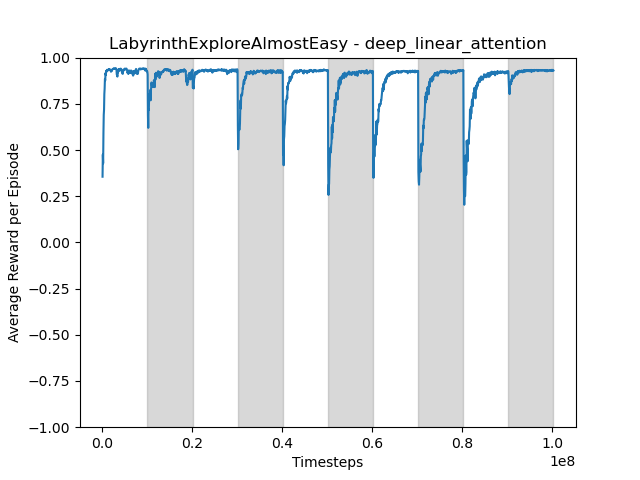 LabyrinthExploreAlmostEasy - deep_linear_attention
1.00
0.75
0.50
0.25
0.00
−0.25
−0.50
−0.75
−1.00
Average Reward per Episode
0.0 0.2 0.4 0.6 0.8 1.0
1e8
Timesteps